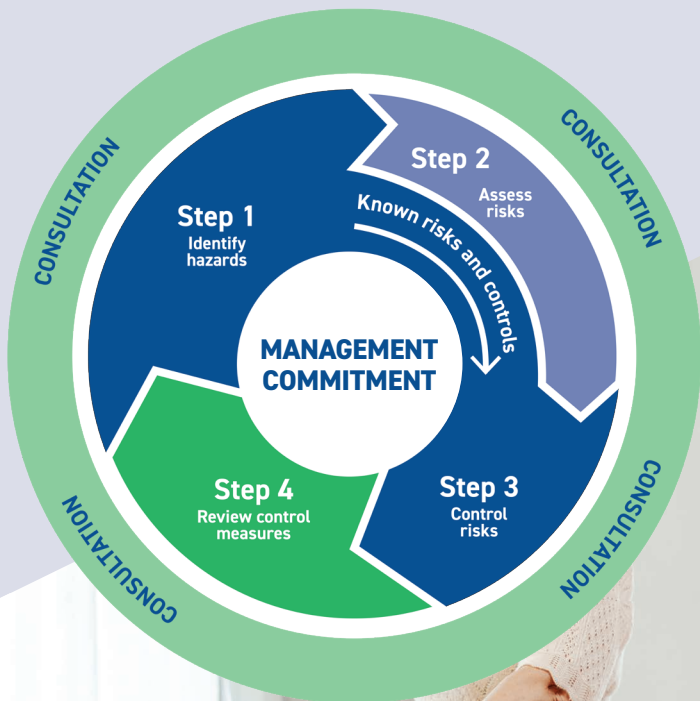 CONSULTATION
CONSULTATION
Step 1
Identify
hazards
Step 2
Assess
risks
Known risks and controls
MANAGEMENT
COMMITMENT
Step 3
Control
risks
Step 4
Review control
measures
CONSULTATION
CONSULTATION